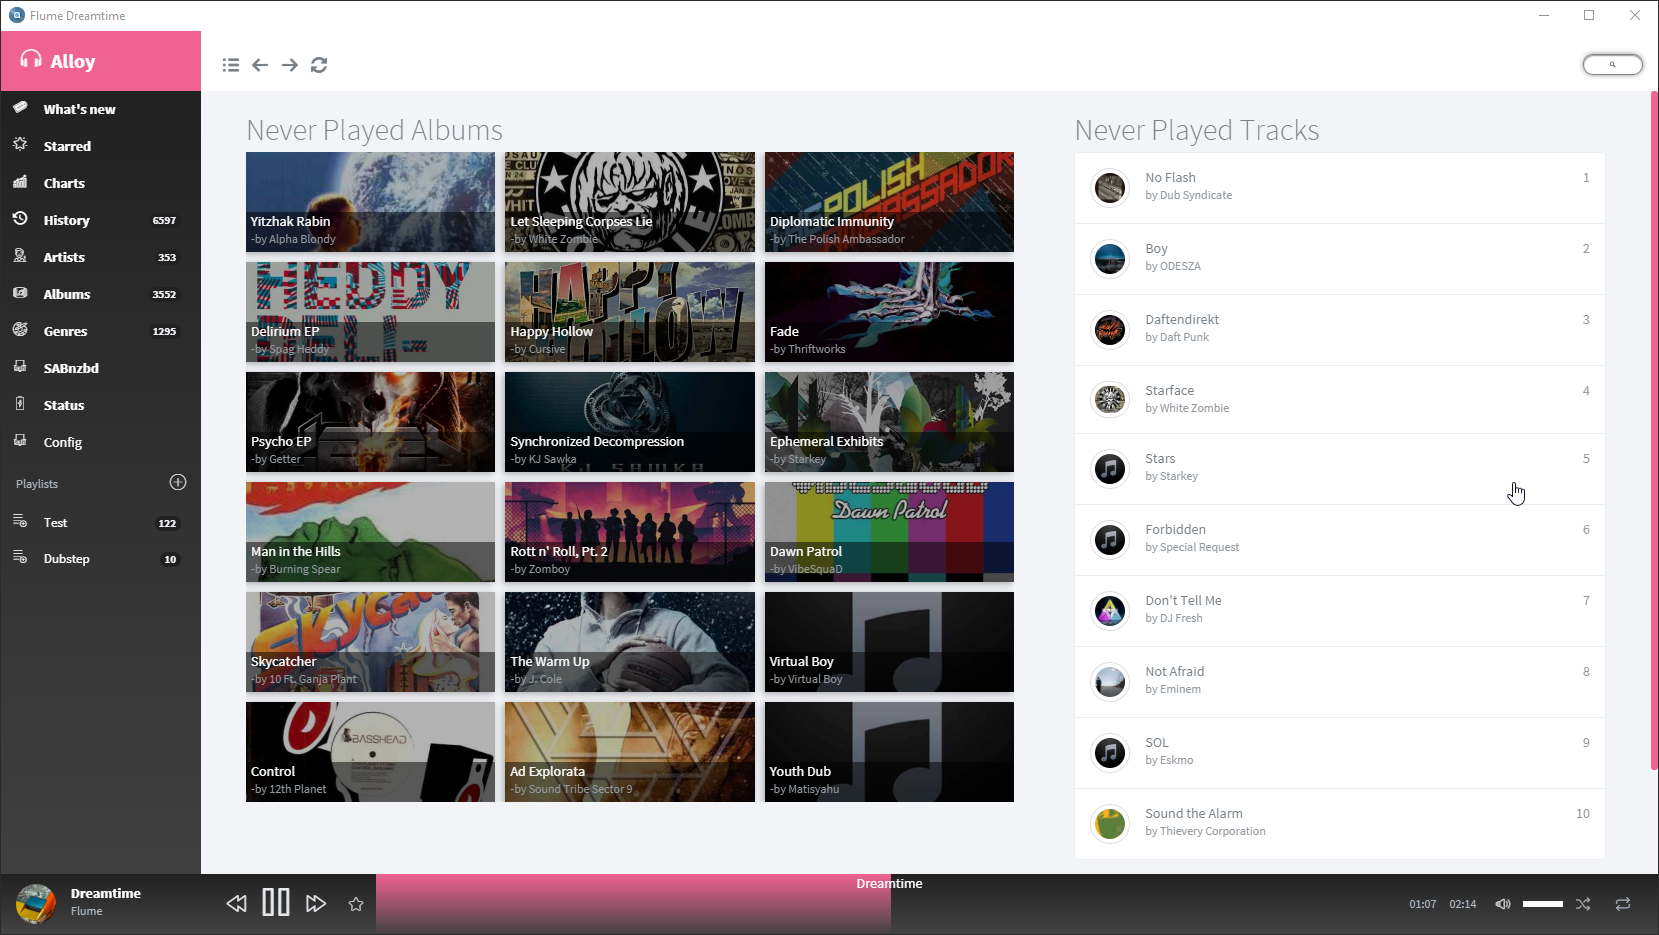 Flume Dreamtime
Alloy
What's new
Starred
Charts
History 6597
Artists 353
Albums 3552
Genres 1295
SABnzbd
Status
Config
Playlists
Test 122
Dubstep 10
Never Played Albums
Yitzhak Rabin
-by Alpha Blondy
Let Sleeping Corpses Lie
-by White Zombie
POLISH
Diplomatic Immunity
-by The Polish Ambassador
HEDDY
Delirium EP
-by Spag Heddy
HAPPY
HOLLOW
Happy Hollow
-by Cursive
Fade
-by Thriftworks
Psycho EP
-by Getter
Synchronized Decompression
-by KJ Sawka
KJ SAWKA
Ephemeral Exhibits
-by Starkey
Man in the Hills
-by Burning Spear
Rott n' Roll, Pt. 2
-by Zomboy
Dawn Patrol
Dawn Patrol
-by VibeSquaD
Skycatcher
-by 10 Ft. Ganja Plant
The Warm Up
-by J. Cole
Virtual Boy
-by Virtual Boy
BASSHEAD
Control
-by 12th Planet
Ad Explorata
-by Sound Tribe Sector 9
Youth Dub
-by Matisyahu
Never Played Tracks
No Flash 1
by Dub Syndicate
Boy 2
by ODESZA
Daftendirekt 3
by Daft Punk
Starface 4
by White Zombie
Stars 5
by Starkey
Forbidden 6
by Special Request
Don't Tell Me 7
by DJ Fresh
Not Afraid 8
by Eminem
SOL 9
by Eskmo
Sound the Alarm 10
by Thievery Corporation
Dreamtime
Flume
Dreamtime
01:07 02:14